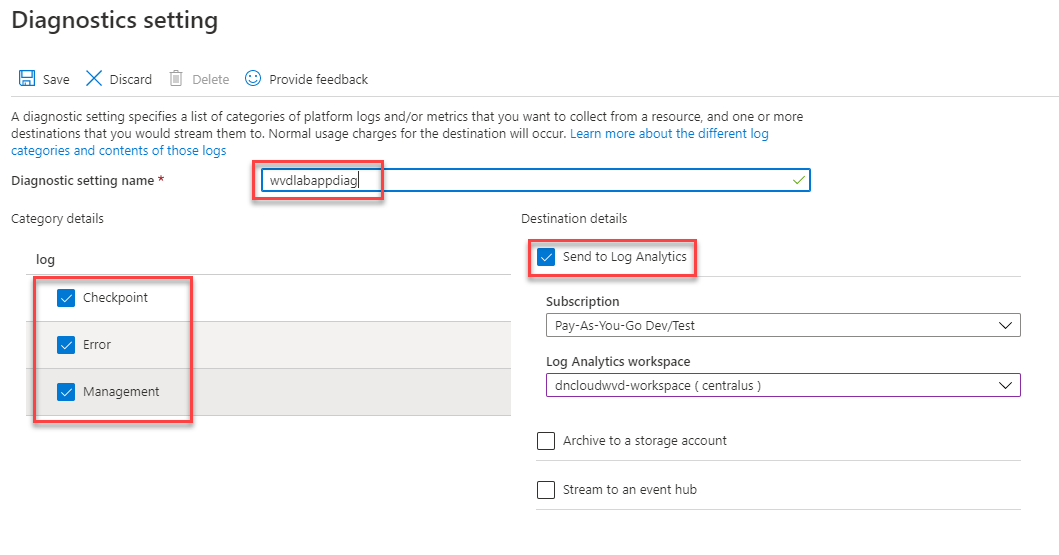 Diagnostics setting
Save Discard Delete Provide feedback
A diagnostic setting specifies a list of categories of platform logs and/or metrics that you want to collect from a resource, and one or more
destinations that you would stream them to. Normal usage charges for the destination will occur. Learn more about the different log
categories and contents of those logs
Diagnostic setting name * wvdlabappdiag
Category details
log
Checkpoint
Error
Management
Destination details
Send to Log Analytics
Subscription
Pay-As-You-Go Dev/Test
Log Analytics workspace
dncloudwvd-workspace ( centralus )
Archive to a storage account
Stream to an event hub